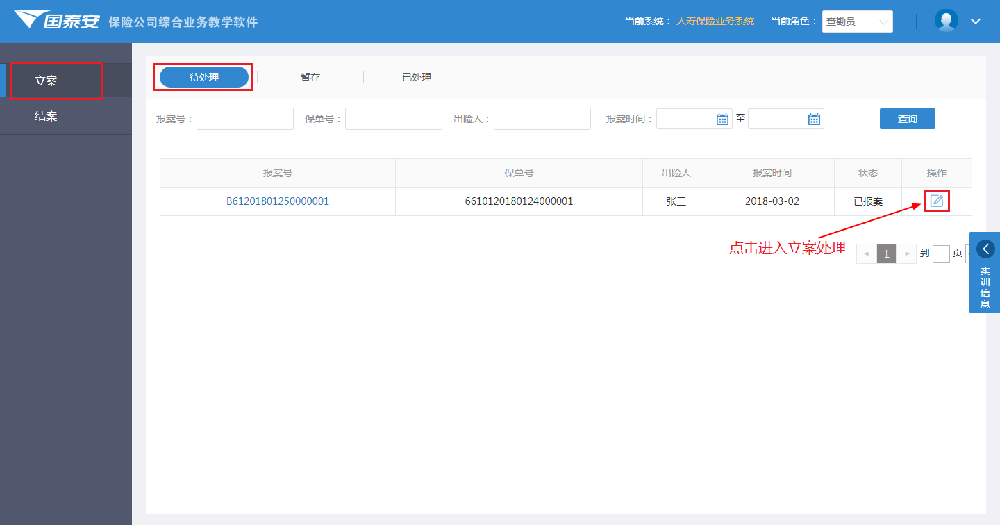 国泰安 保险公司综合业务教学软件
当前系统： 人寿保险业务系统 当前角色： 查勘员
立案
结案
待处理 暂存 已处理
报案号： 保单号： 出险人： 报案时间： 至 查询
报案号 保单号 出险人 报案时间 状态 操作
B61201801250000001 6610120180124000001 张三 2018-03-02 已报案
点击进入立案处理
1 到 页
实训信息